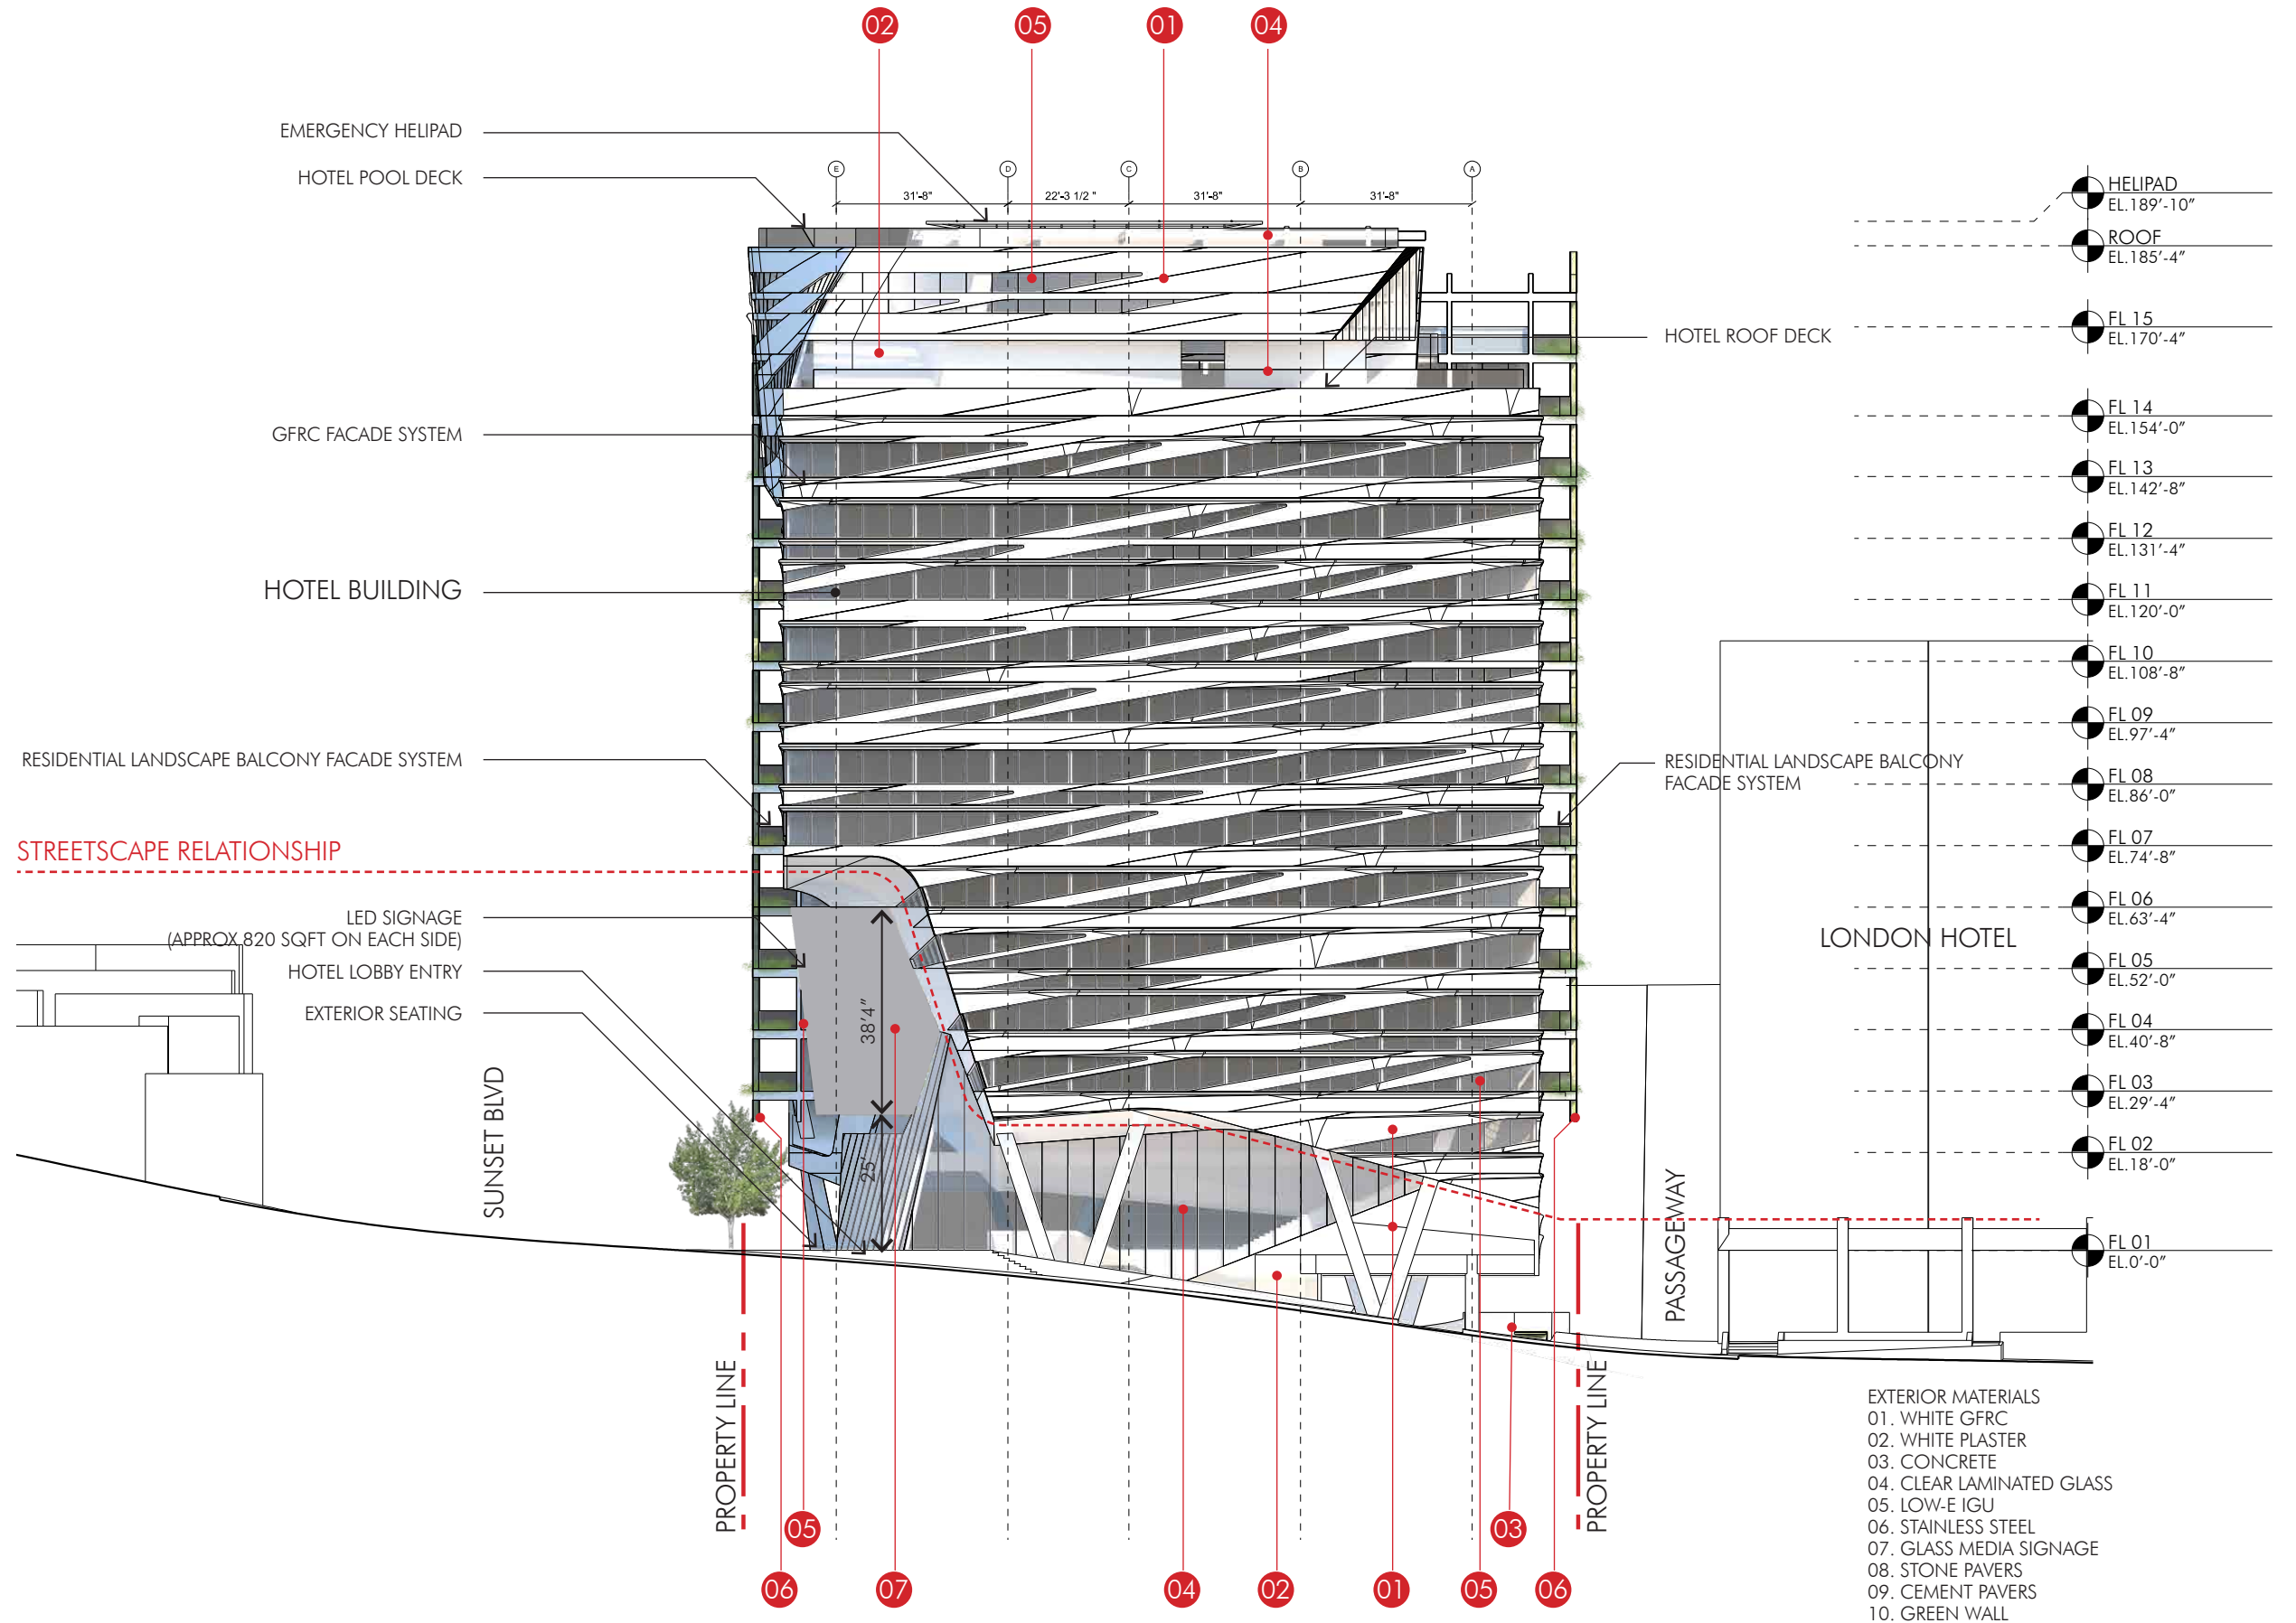 02
05
01
04
EMERGENCY HELIPAD
HOTEL POOL DECK
E
D
C
B
A
31'-8"
22'-3 1/2 "
31'-8"
31'-8"
HELIPAD
EL.189'-10"
ROOF
EL.185'-4"
FL 15
EL.170'-4"
HOTEL ROOF DECK
FL 14
EL.154'-0"
GFRC FACADE SYSTEM
FL 13
EL.142'-8"
FL 12
EL.131'-4"
HOTEL BUILDING
FL 11
EL.120'-0"
FL 10
EL.108'-8"
FL 09
EL.97'-4"
RESIDENTIAL LANDSCAPE BALCONY FACADE SYSTEM
RESIDENTIAL LANDSCAPE BALCONY
FACADE SYSTEM
FL 08
EL.86'-0"
STREETSCAPE RELATIONSHIP
FL 07
EL.74'-8"
FL 06
EL.63'-4"
LED SIGNAGE
(APPROX 820 SQFT ON EACH SIDE)
LONDON HOTEL
HOTEL LOBBY ENTRY
FL 05
EL.52'-0"
EXTERIOR SEATING
38'4"
FL 04
EL.40'-8"
FL 03
EL.29'-4"
SUNSET BLVD
25'
FL 02
EL.18'-0"
PASSAGEWAY
FL 01
EL.0'-0"
PROPERTY LINE
PROPERTY LINE
05
03
06
07
04
02
01
05
06
EXTERIOR MATERIALS
01. WHITE GFRC
02. WHITE PLASTER
03. CONCRETE
04. CLEAR LAMINATED GLASS
05. LOW-E IGU
06. STAINLESS STEEL
07. GLASS MEDIA SIGNAGE
08. STONE PAVERS
09. CEMENT PAVERS
10. GREEN WALL